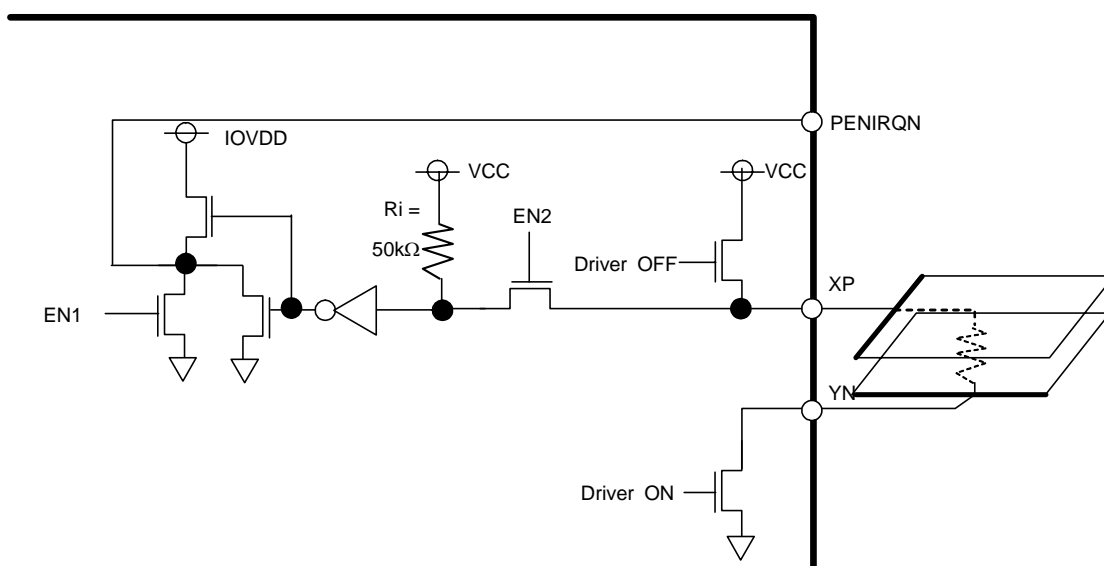 PENIRQN
IOVDD
VCC
VCC
Ri =
50kΩ
EN2
Driver OFF
XP
EN1
YN
Driver ON